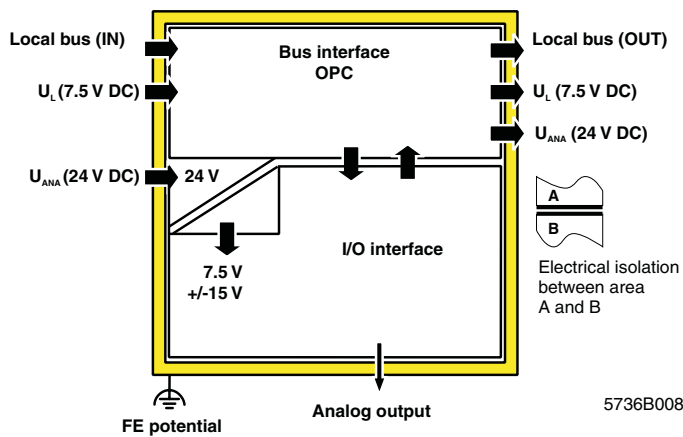 Local bus (IN)
U_L (7.5 V DC)
U_ANA (24 V DC)
Bus interface
OPC
Local bus (OUT)
U_L (7.5 V DC)
U_ANA (24 V DC)
24 V
7.5 V
+/-15 V
I/O interface
A
B
Electrical isolation
between area
A and B
FE potential
Analog output
5736B008